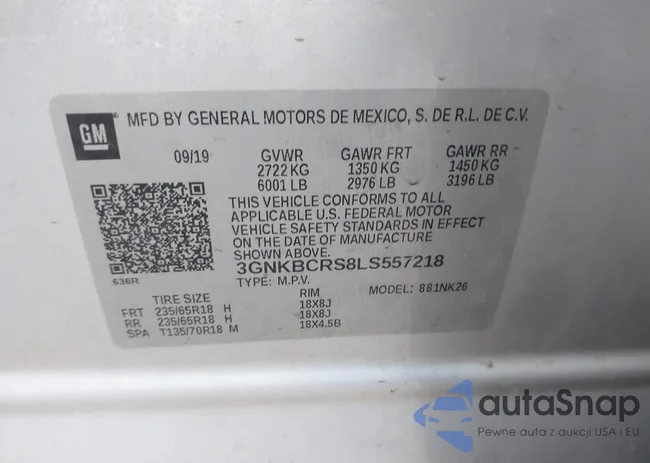 GM
MFD BY GENERAL MOTORS DE MEXICO, S. DE R.L. DE C.V.
09/19 GVWR GAWR FRT GAWR RR
2722 KG 1350 KG 1450 KG
6001 LB 2976 LB 3196 LB
THIS VEHICLE CONFORMS TO ALL
APPLICABLE U.S. FEDERAL MOTOR
VEHICLE SAFETY STANDARDS IN EFFECT
ON THE DATE OF MANUFACTURE
SHOWN ABOVE.
3GNKBCRS8LS557218
636R TYPE: M.P.V. MODEL: 881NK26
TIRE SIZE RIM
FRT 235/65R18 H 18X8J
RR 235/65R18 H 18X8J
SPA T135/70R18 M 18X4.5B
autaSnap
Pewne auta z aukcji USA i EU